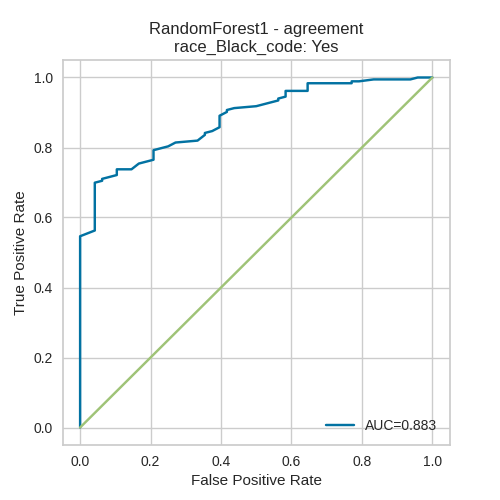 RandomForest1 - agreement
race_Black_code: Yes
True Positive Rate
1.0
0.8
0.6
0.4
0.2
0.0
AUC=0.883
0.0 0.2 0.4 0.6 0.8 1.0
False Positive Rate